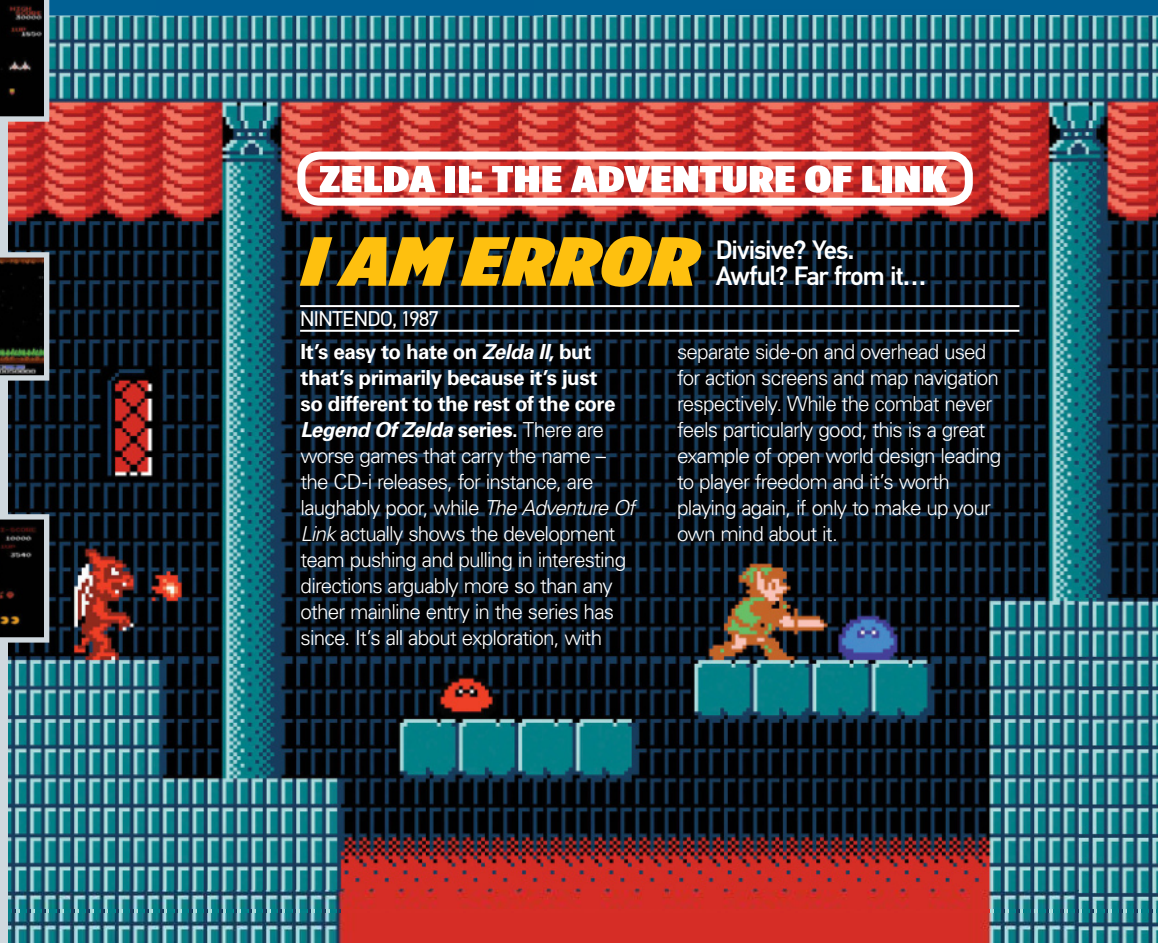 30000
1850
10000
3540
ZELDA II: THE ADVENTURE OF LINK
I AM ERROR
Divisive? Yes.
Awful? Far from it...
NINTENDO, 1987
It's easy to hate on Zelda II, but
that's primarily because it's just
so different to the rest of the core
Legend Of Zelda series. There are
worse games that carry the name –
the CD-i releases, for instance, are
laughably poor, while The Adventure Of
Link actually shows the development
team pushing and pulling in interesting
directions arguably more so than any
other mainline entry in the series has
since. It's all about exploration, with
separate side-on and overhead used
for action screens and map navigation
respectively. While the combat never
feels particularly good, this is a great
example of open world design leading
to player freedom and it's worth
playing again, if only to make up your
own mind about it.